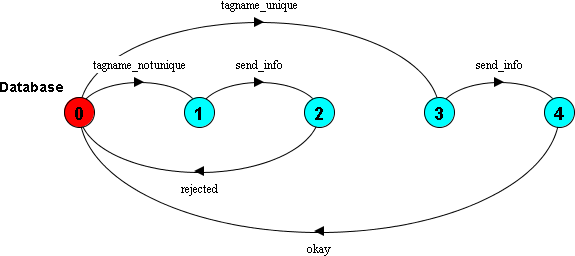 tagname_unique
tagname_notunique
send_info
send_info
Database
0
1
2
3
4
rejected
okay